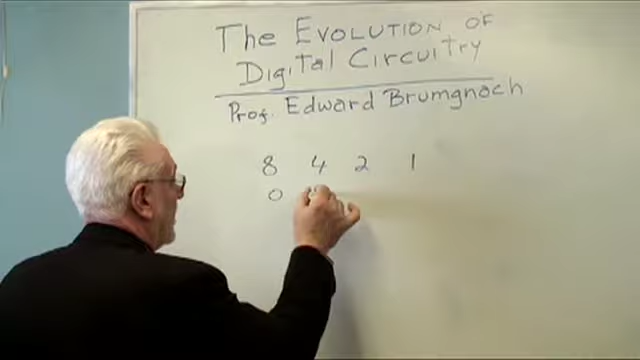 The Evolution of
Digital Circuitry
Prof. Edward Brumgnach
8 4 2 1
0